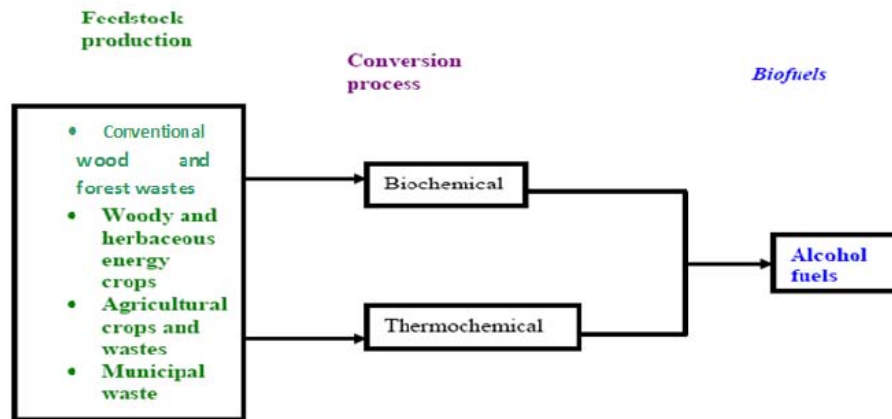 Feedstock
production
Conversion
process
Biofuels
• Conventional
wood and
forest wastes
• Woody and
herbaceous
energy
crops
• Agricultural
crops and
wastes
• Municipal
waste
Biochemical
Thermochemical
Alcohol
fuels